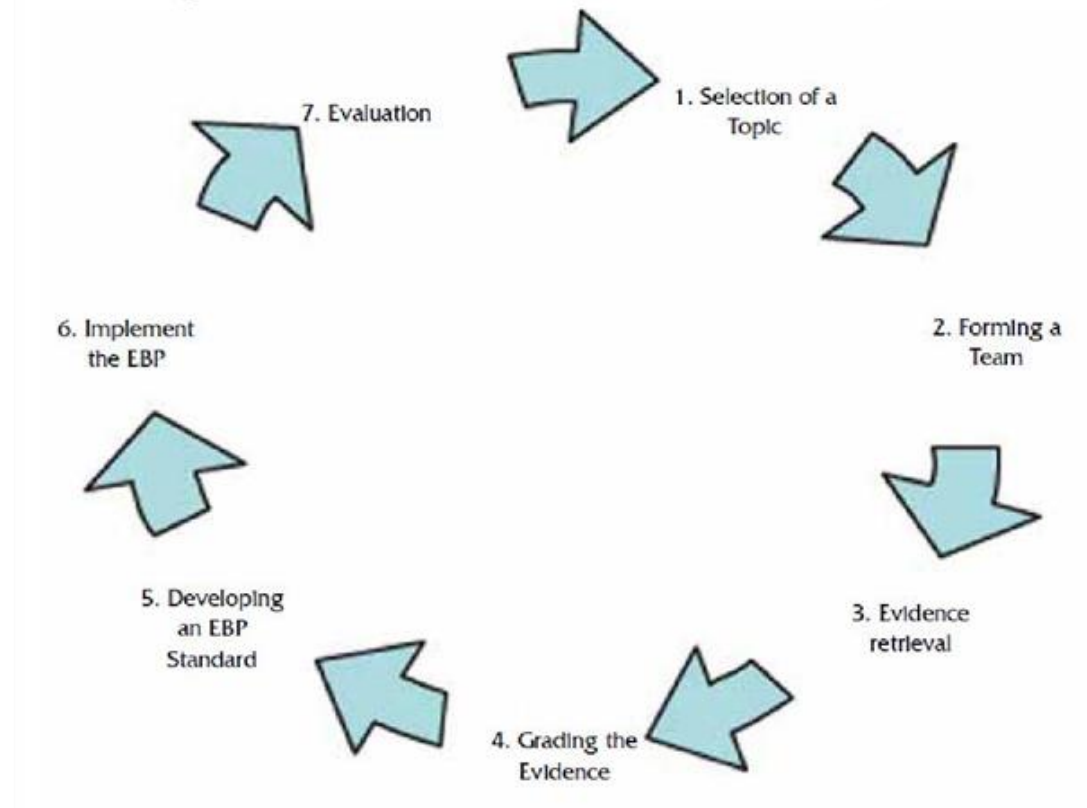 1. Selection of a
Topic
2. Forming a
Team
3. Evidence
retrieval
4. Grading the
Evidence
5. Developing
an EBP
Standard
6. Implement
the EBP
7. Evaluation